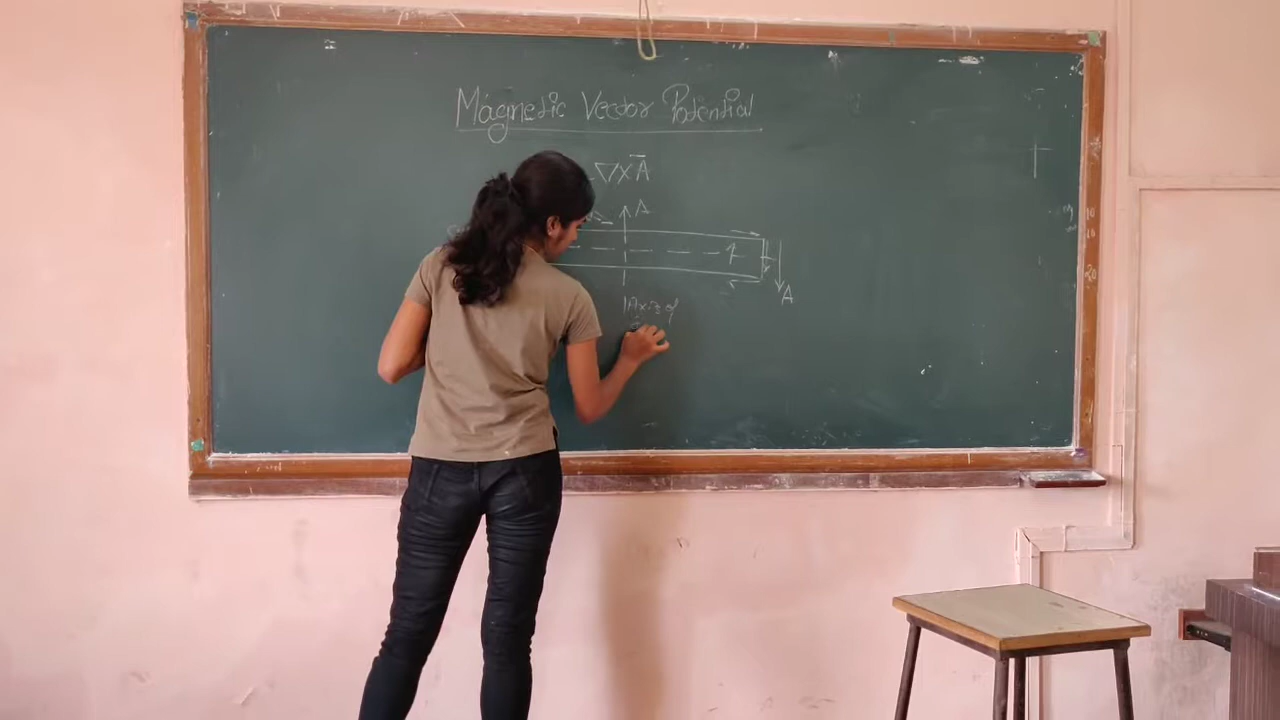 Magnetic Vector Potential
∇×A̅
A
A
Axis of